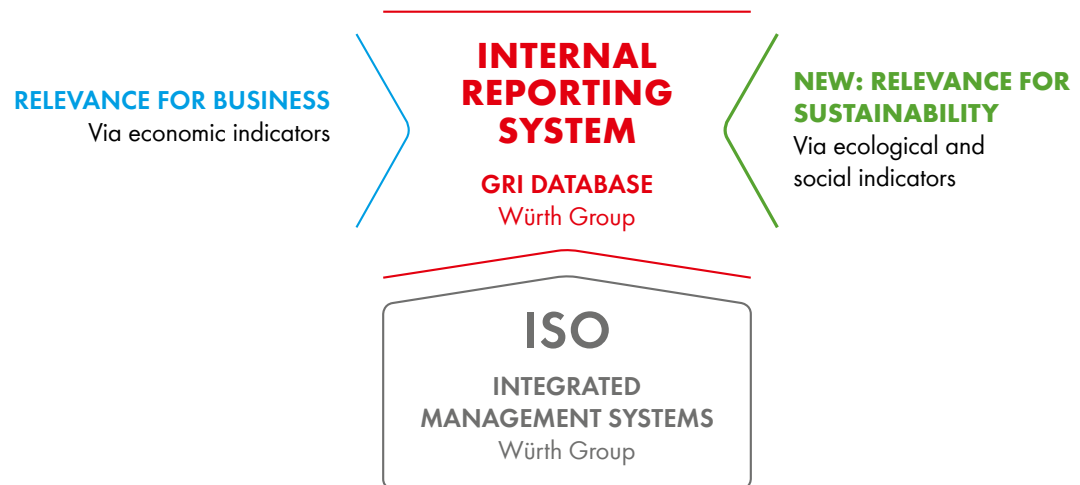 RELEVANCE FOR BUSINESS
Via economic indicators
INTERNAL
REPORTING
SYSTEM
GRI DATABASE
Würth Group
NEW: RELEVANCE FOR
SUSTAINABILITY
Via ecological and
social indicators
ISO
INTEGRATED
MANAGEMENT SYSTEMS
Würth Group